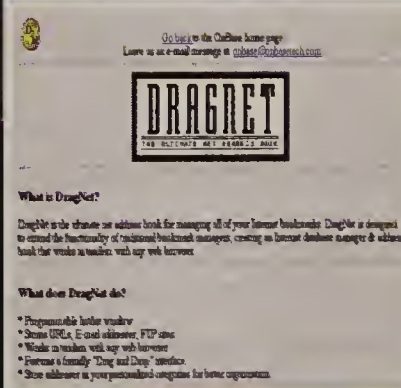 Go back to the OnBase home page
Leave us an e-mail message at onbase@onbasetech.com
DRAGNET
THE ULTIMATE NET ADDRESS BOOK
What is DragNet?
DragNet is the ultimate net address book for managing all of your Internet bookmarks. DragNet is designed
to extend the functionality of traditional bookmark managers, creating an Internet database manager & address
book that works in tandem with any web browser.
What does DragNet do?
* Programmable hotlist window
* Stores URLs, E-mail addresses, FTP sites
* Works in tandem with any web browser
* Features a friendly "Drag and Drop" interface.
* Store addresses in your personalized categories for better organization.